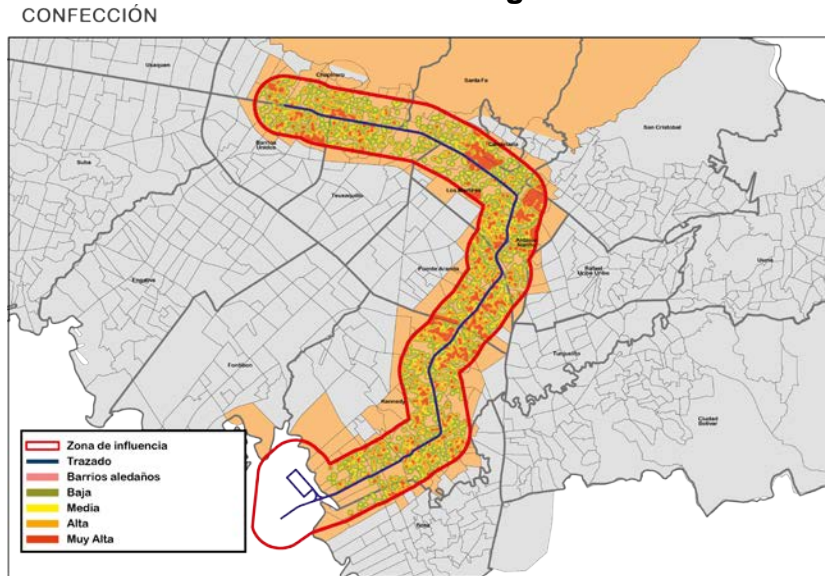 CONFECCIÓN
Usaquén
Chapinero
Santa Fe
San Cristobal
Barrios
Unidos
Candelaria
Suba
Teusaquillo
Los Martires
Antonio
Nariño
Puente Aranda
Rafael
Uribe Uribe
Usme
Engativa
Tunjuelito
Fontibon
Kennedy
Ciudad
Bolivar
Bosa
Zona de influencia
Trazado
Barrios aledaños
Baja
Media
Alta
Muy Alta